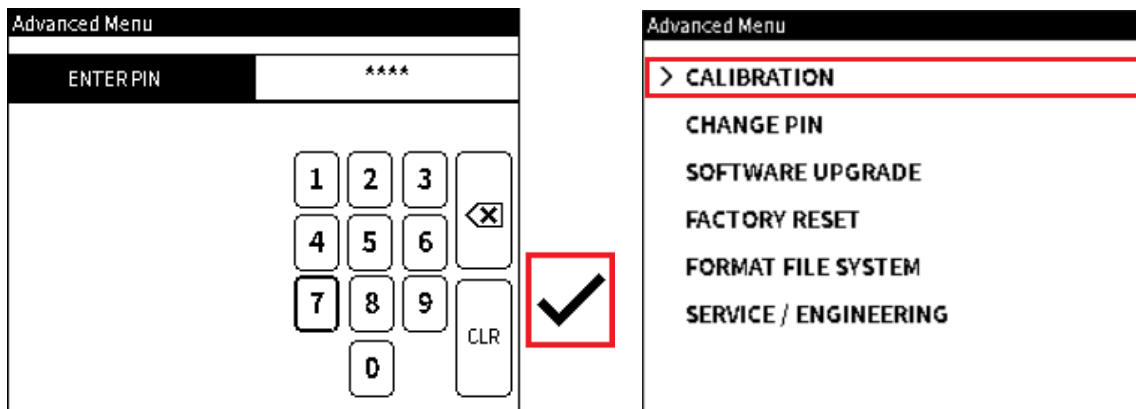 Advanced Menu
ENTER PIN ****
1 2 3
4 5 6
7 8 9
CLR
0
Advanced Menu
> CALIBRATION
CHANGE PIN
SOFTWARE UPGRADE
FACTORY RESET
FORMAT FILE SYSTEM
SERVICE / ENGINEERING